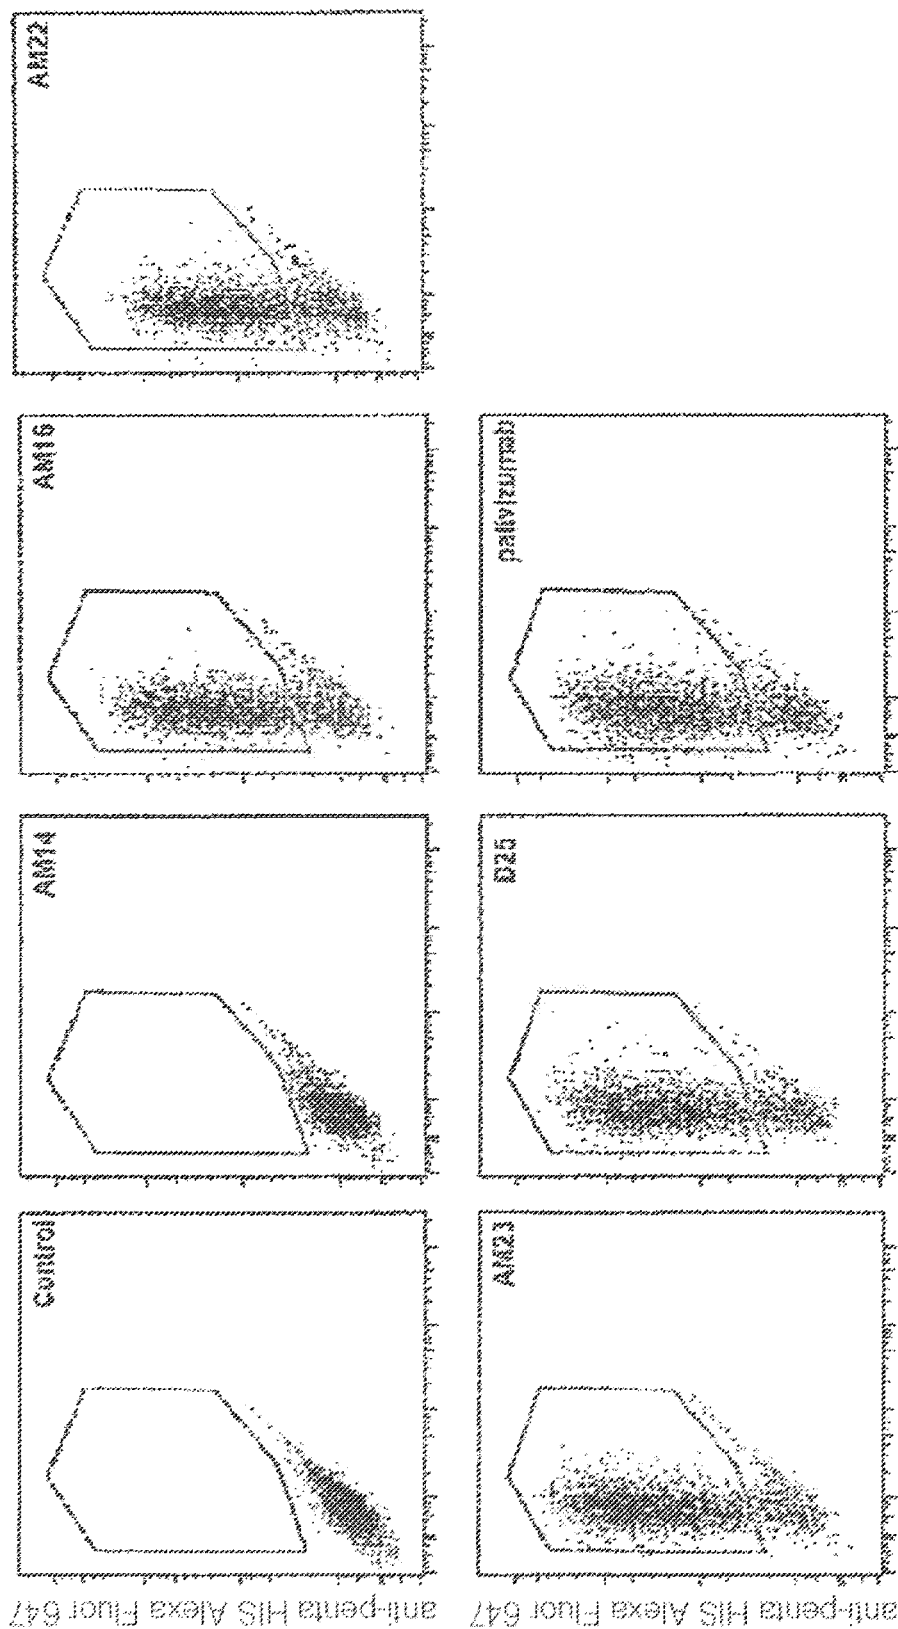 Control
AM14
AM16
AM22
AM23
D25
palivizumab
anti-penta HIS Alexa Fluor 647
anti-penta HIS Alexa Fluor 647